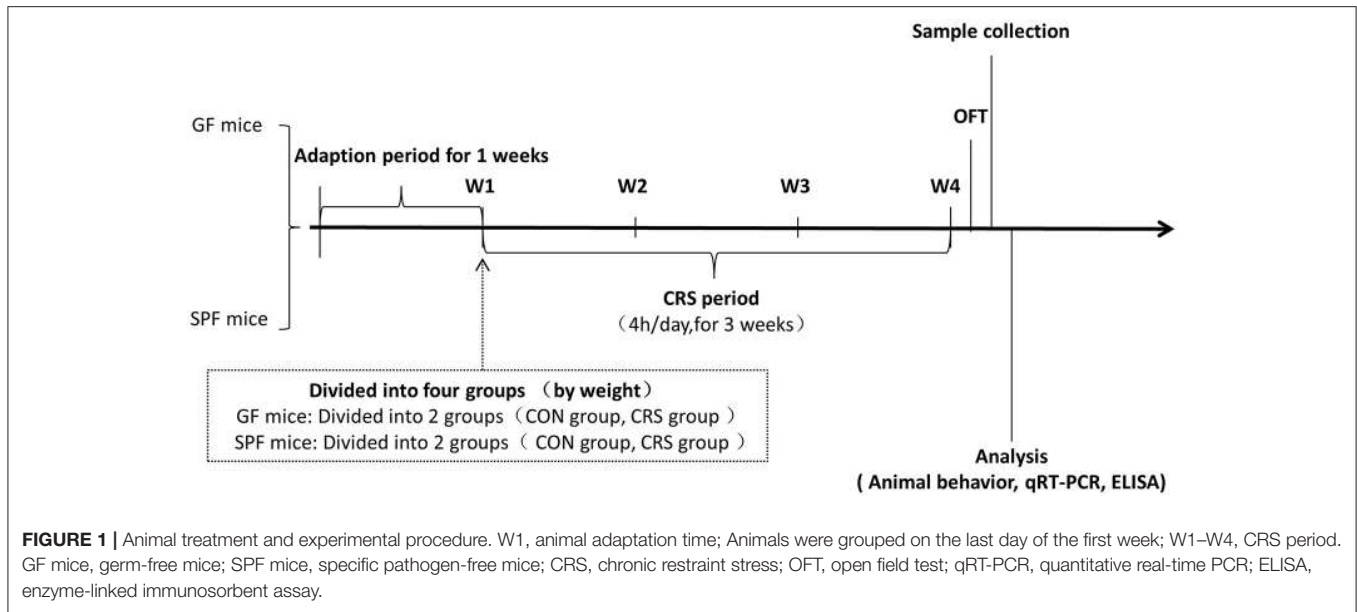 Sample collection
OFT
GF mice
Adaption period for 1 weeks
W1
W2
W3
W4
SPF mice
CRS period
（4h/day,for 3 weeks）
Divided into four groups （by weight）
GF mice: Divided into 2 groups（CON group, CRS group ）
SPF mice: Divided into 2 groups（ CON group, CRS group ）
Analysis
( Animal behavior, qRT-PCR, ELISA)
FIGURE 1 | Animal treatment and experimental procedure. W1, animal adaptation time; Animals were grouped on the last day of the first week; W1–W4, CRS period.
GF mice, germ-free mice; SPF mice, specific pathogen-free mice; CRS, chronic restraint stress; OFT, open field test; qRT-PCR, quantitative real-time PCR; ELISA,
enzyme-linked immunosorbent assay.